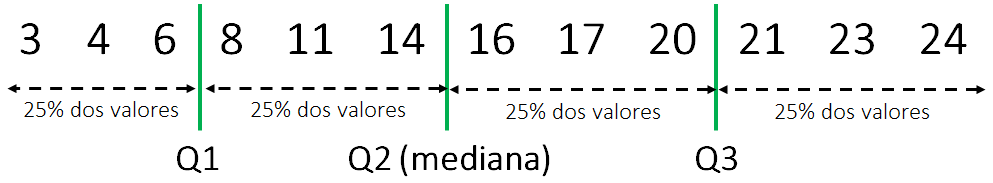 3 4 6 8 11 14 16 17 20 21 23 24
25% dos valores 25% dos valores 25% dos valores 25% dos valores
Q1 Q2 (mediana) Q3